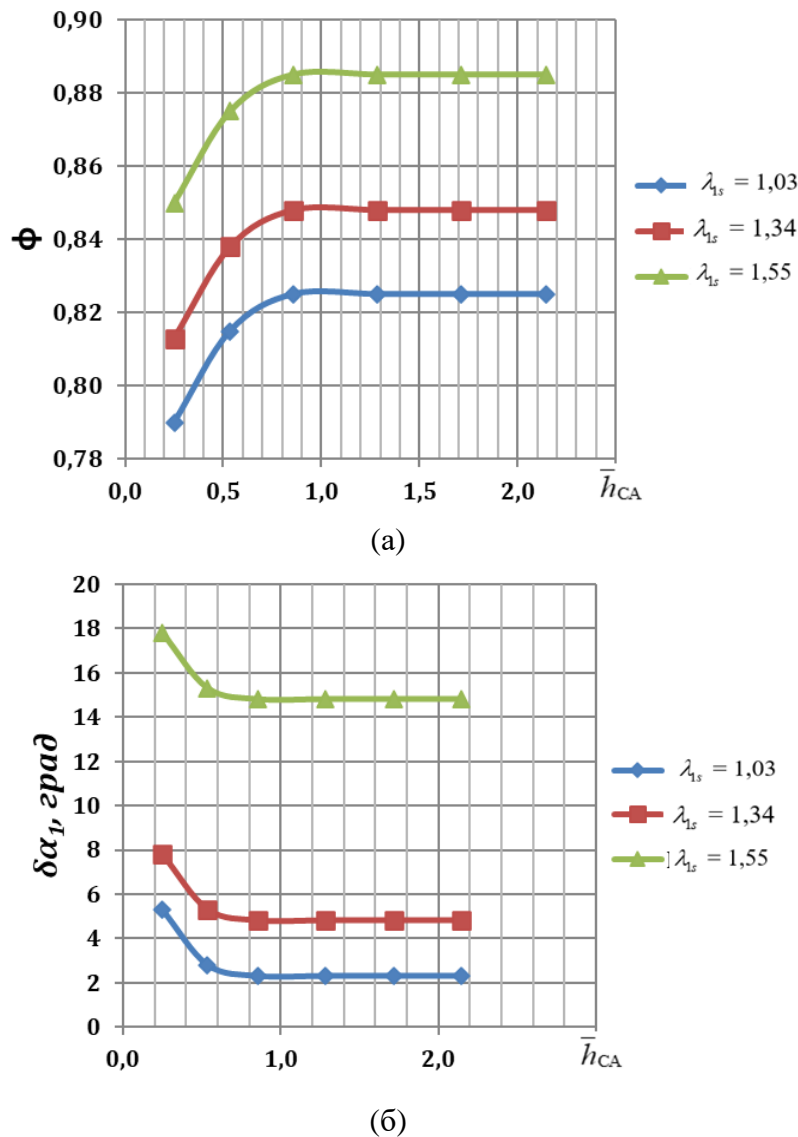 0,90
0,88
0,86
0,84
0,82
0,80
0,78
ф
0,0 0,5 1,0 1,5 2,0 h̅СА
λ1s = 1,03
λ1s = 1,34
λ1s = 1,55
(а)
20
18
16
14
12
10
8
6
4
2
0
δα1, град
0,0 1,0 2,0 h̅СА
λ1s = 1,03
λ1s = 1,34
λ1s = 1,55
(б)